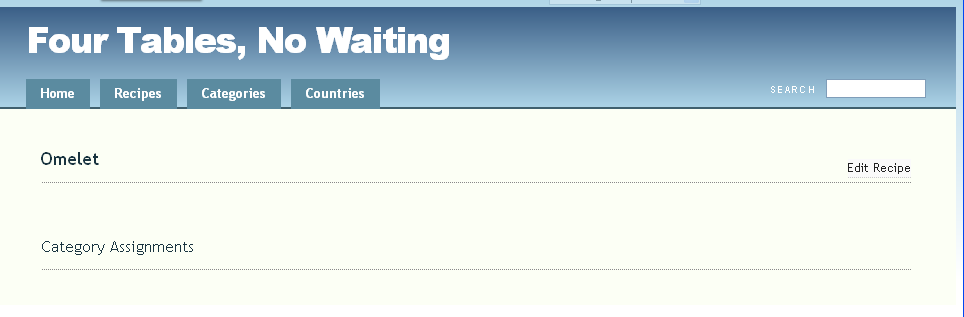 Four Tables, No Waiting
Home Recipes Categories Countries SEARCH
Omelet
Edit Recipe
Category Assignments